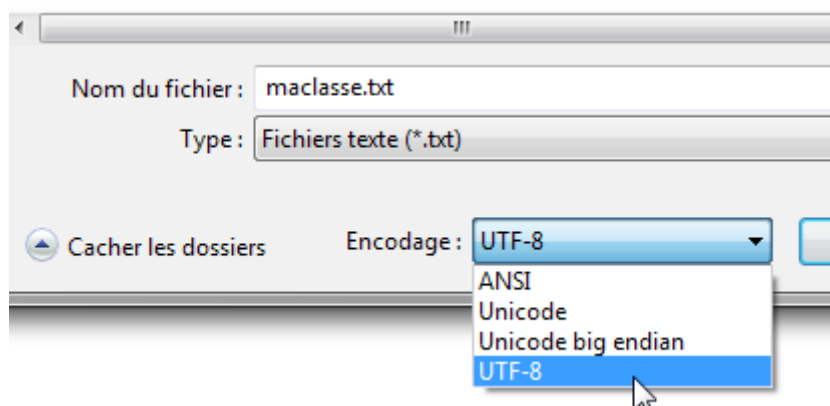 Nom du fichier : maclasse.txt
Type : Fichiers texte (*.txt)
Cacher les dossiers Encodage : UTF-8
ANSI
Unicode
Unicode big endian
UTF-8